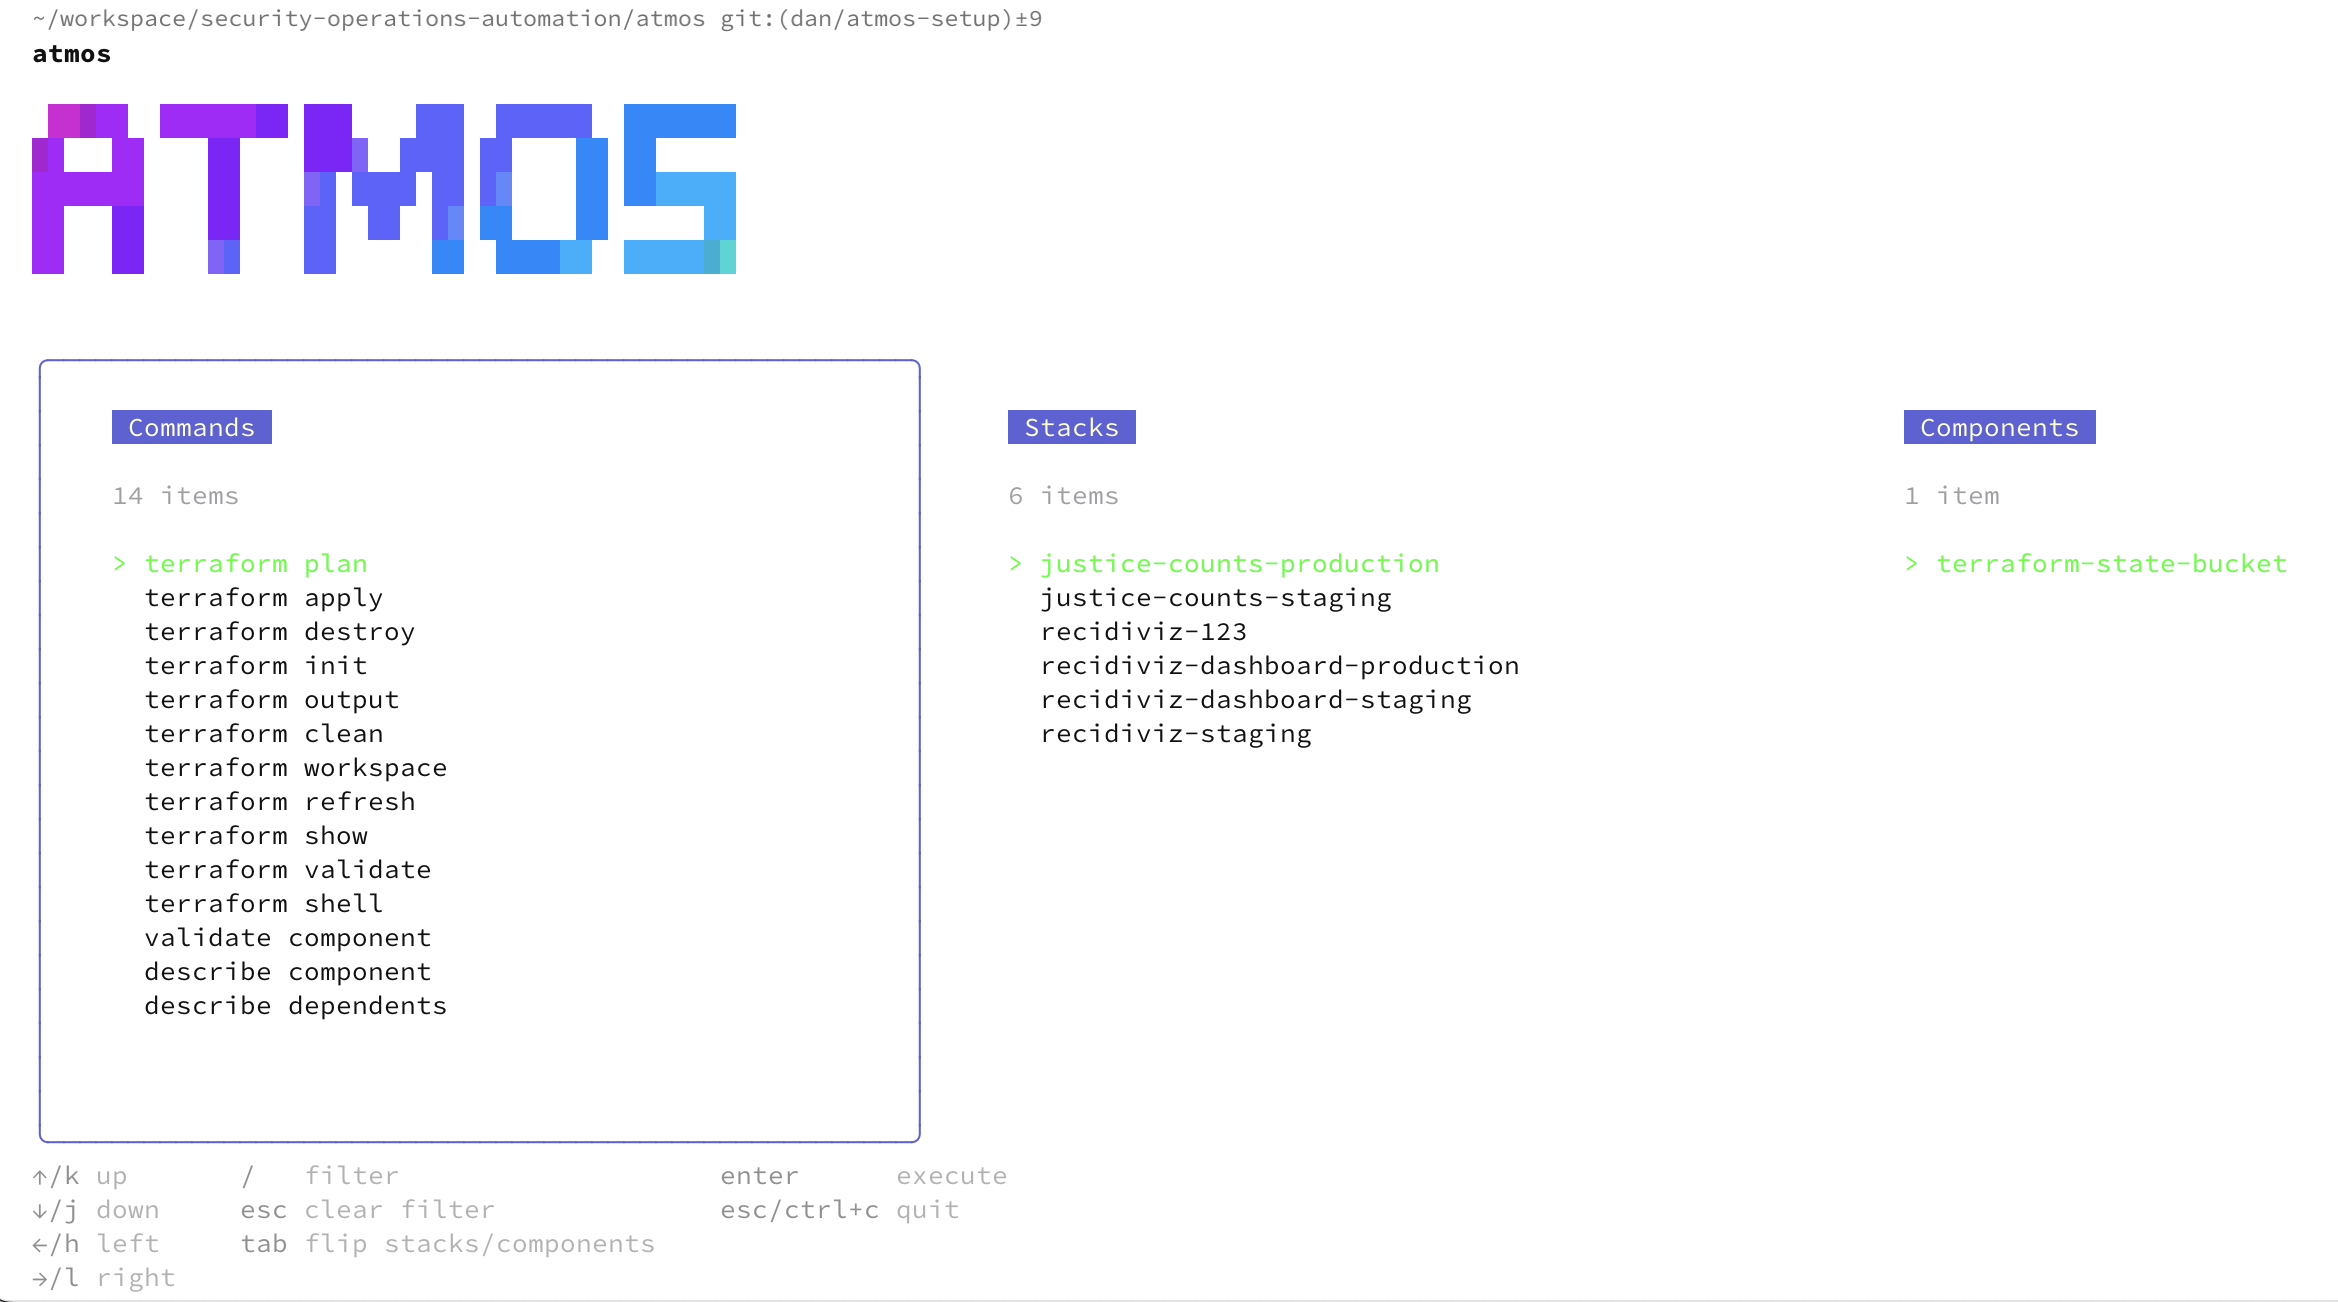 ~/workspace/security-operations-automation/atmos git:(dan/atmos-setup)±9
atmos
ATMOS
Commands
14 items
> terraform plan
terraform apply
terraform destroy
terraform init
terraform output
terraform clean
terraform workspace
terraform refresh
terraform show
terraform validate
terraform shell
validate component
describe component
describe dependents
Stacks
6 items
> justice-counts-production
justice-counts-staging
recidiviz-123
recidiviz-dashboard-production
recidiviz-dashboard-staging
recidiviz-staging
Components
1 item
> terraform-state-bucket
↑/k up / filter enter execute
↓/j down esc clear filter esc/ctrl+c quit
←/h left tab flip stacks/components
→/l right